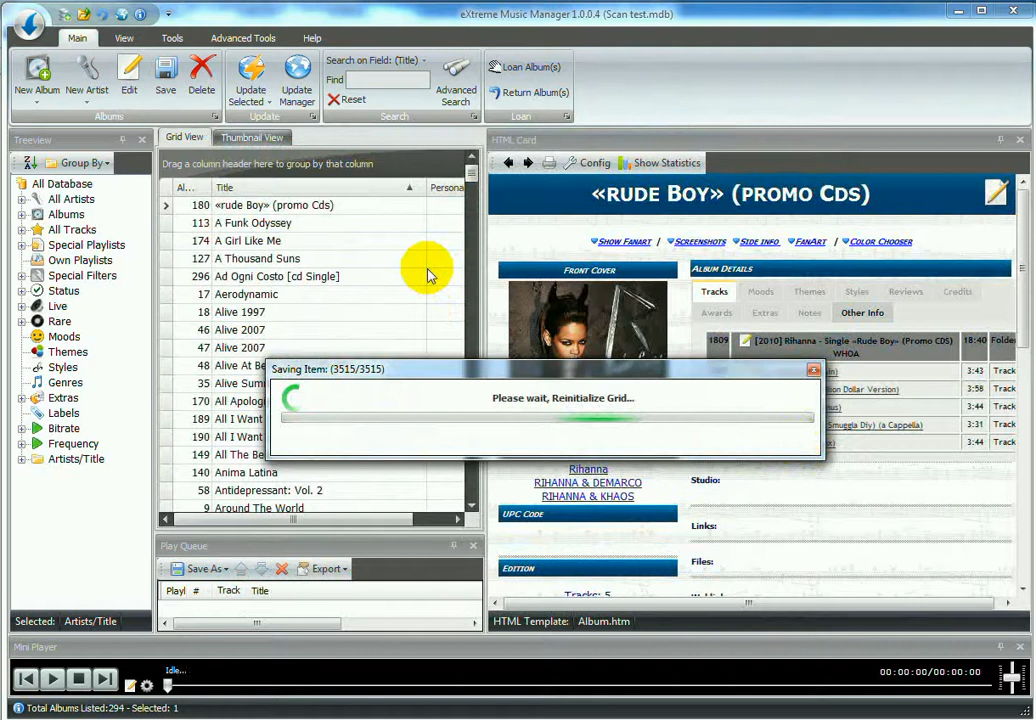 eXtreme Music Manager 1.0.0.4 (Scan test.mdb)
Main View Tools Advanced Tools Help
New Album
New Artist
Edit
Save
Delete
Albums
Update Selected
Update Manager
Update
Search on Field: (Title)
Find
Reset
Advanced Search
Search
Loan Album(s)
Return Album(s)
Loan
Treeview
Group By
All Database
All Artists
Albums
All Tracks
Special Playlists
Own Playlists
Special Filters
Status
Live
Rare
Moods
Themes
Styles
Genres
Extras
Labels
Bitrate
Frequency
Artists/Title
Selected: Artists/Title
Grid View Thumbnail View
Drag a column header here to group by that column
Al... Title Persona
180 «rude Boy» (promo Cds)
113 A Funk Odyssey
174 A Girl Like Me
127 A Thousand Suns
296 Ad Ogni Costo [cd Single]
17 Aerodynamic
18 Alive 1997
46 Alive 2007
47 Alive 2007
48 Alive At Be
35 Alive Sum
170 All Apolog
189 All I Want
190 All I Want
149 All The Be
140 Anima Latina
58 Antidepressant: Vol. 2
9 Around The World
Saving Item: (3515/3515)
Please wait, Reinitialize Grid...
Play Queue
Save As
Export
Playl # Track Title
HTML Card
Config
Show Statistics
«Rude Boy» (promo Cds)
Show Fanart / Screenshots / Side Info / FanArt / Color Chooser
Front Cover
Album Details
Tracks Moods Themes Styles Reviews Credits
Awards Extras Notes Other Info
1809 [2010] Rihanna - Single «Rude Boy» (Promo CDS) 18:40 Folde
WHOA
in) 3:43 Track
llion Dollar Version) 3:58 Track
us) 3:44 Track
Smuggla Diy) (a Cappella) 3:31 Track
3:44 Track
Rihanna
RIHANNA & DEMARCO
RIHANNA & KHAOS
UPC Code
Edition
Tracks: 5
Studio:
Links:
Files:
HTML Template: Album.htm
Mini Player
Idle...
00:00:00/00:00:00
Total Albums Listed:294 - Selected: 1